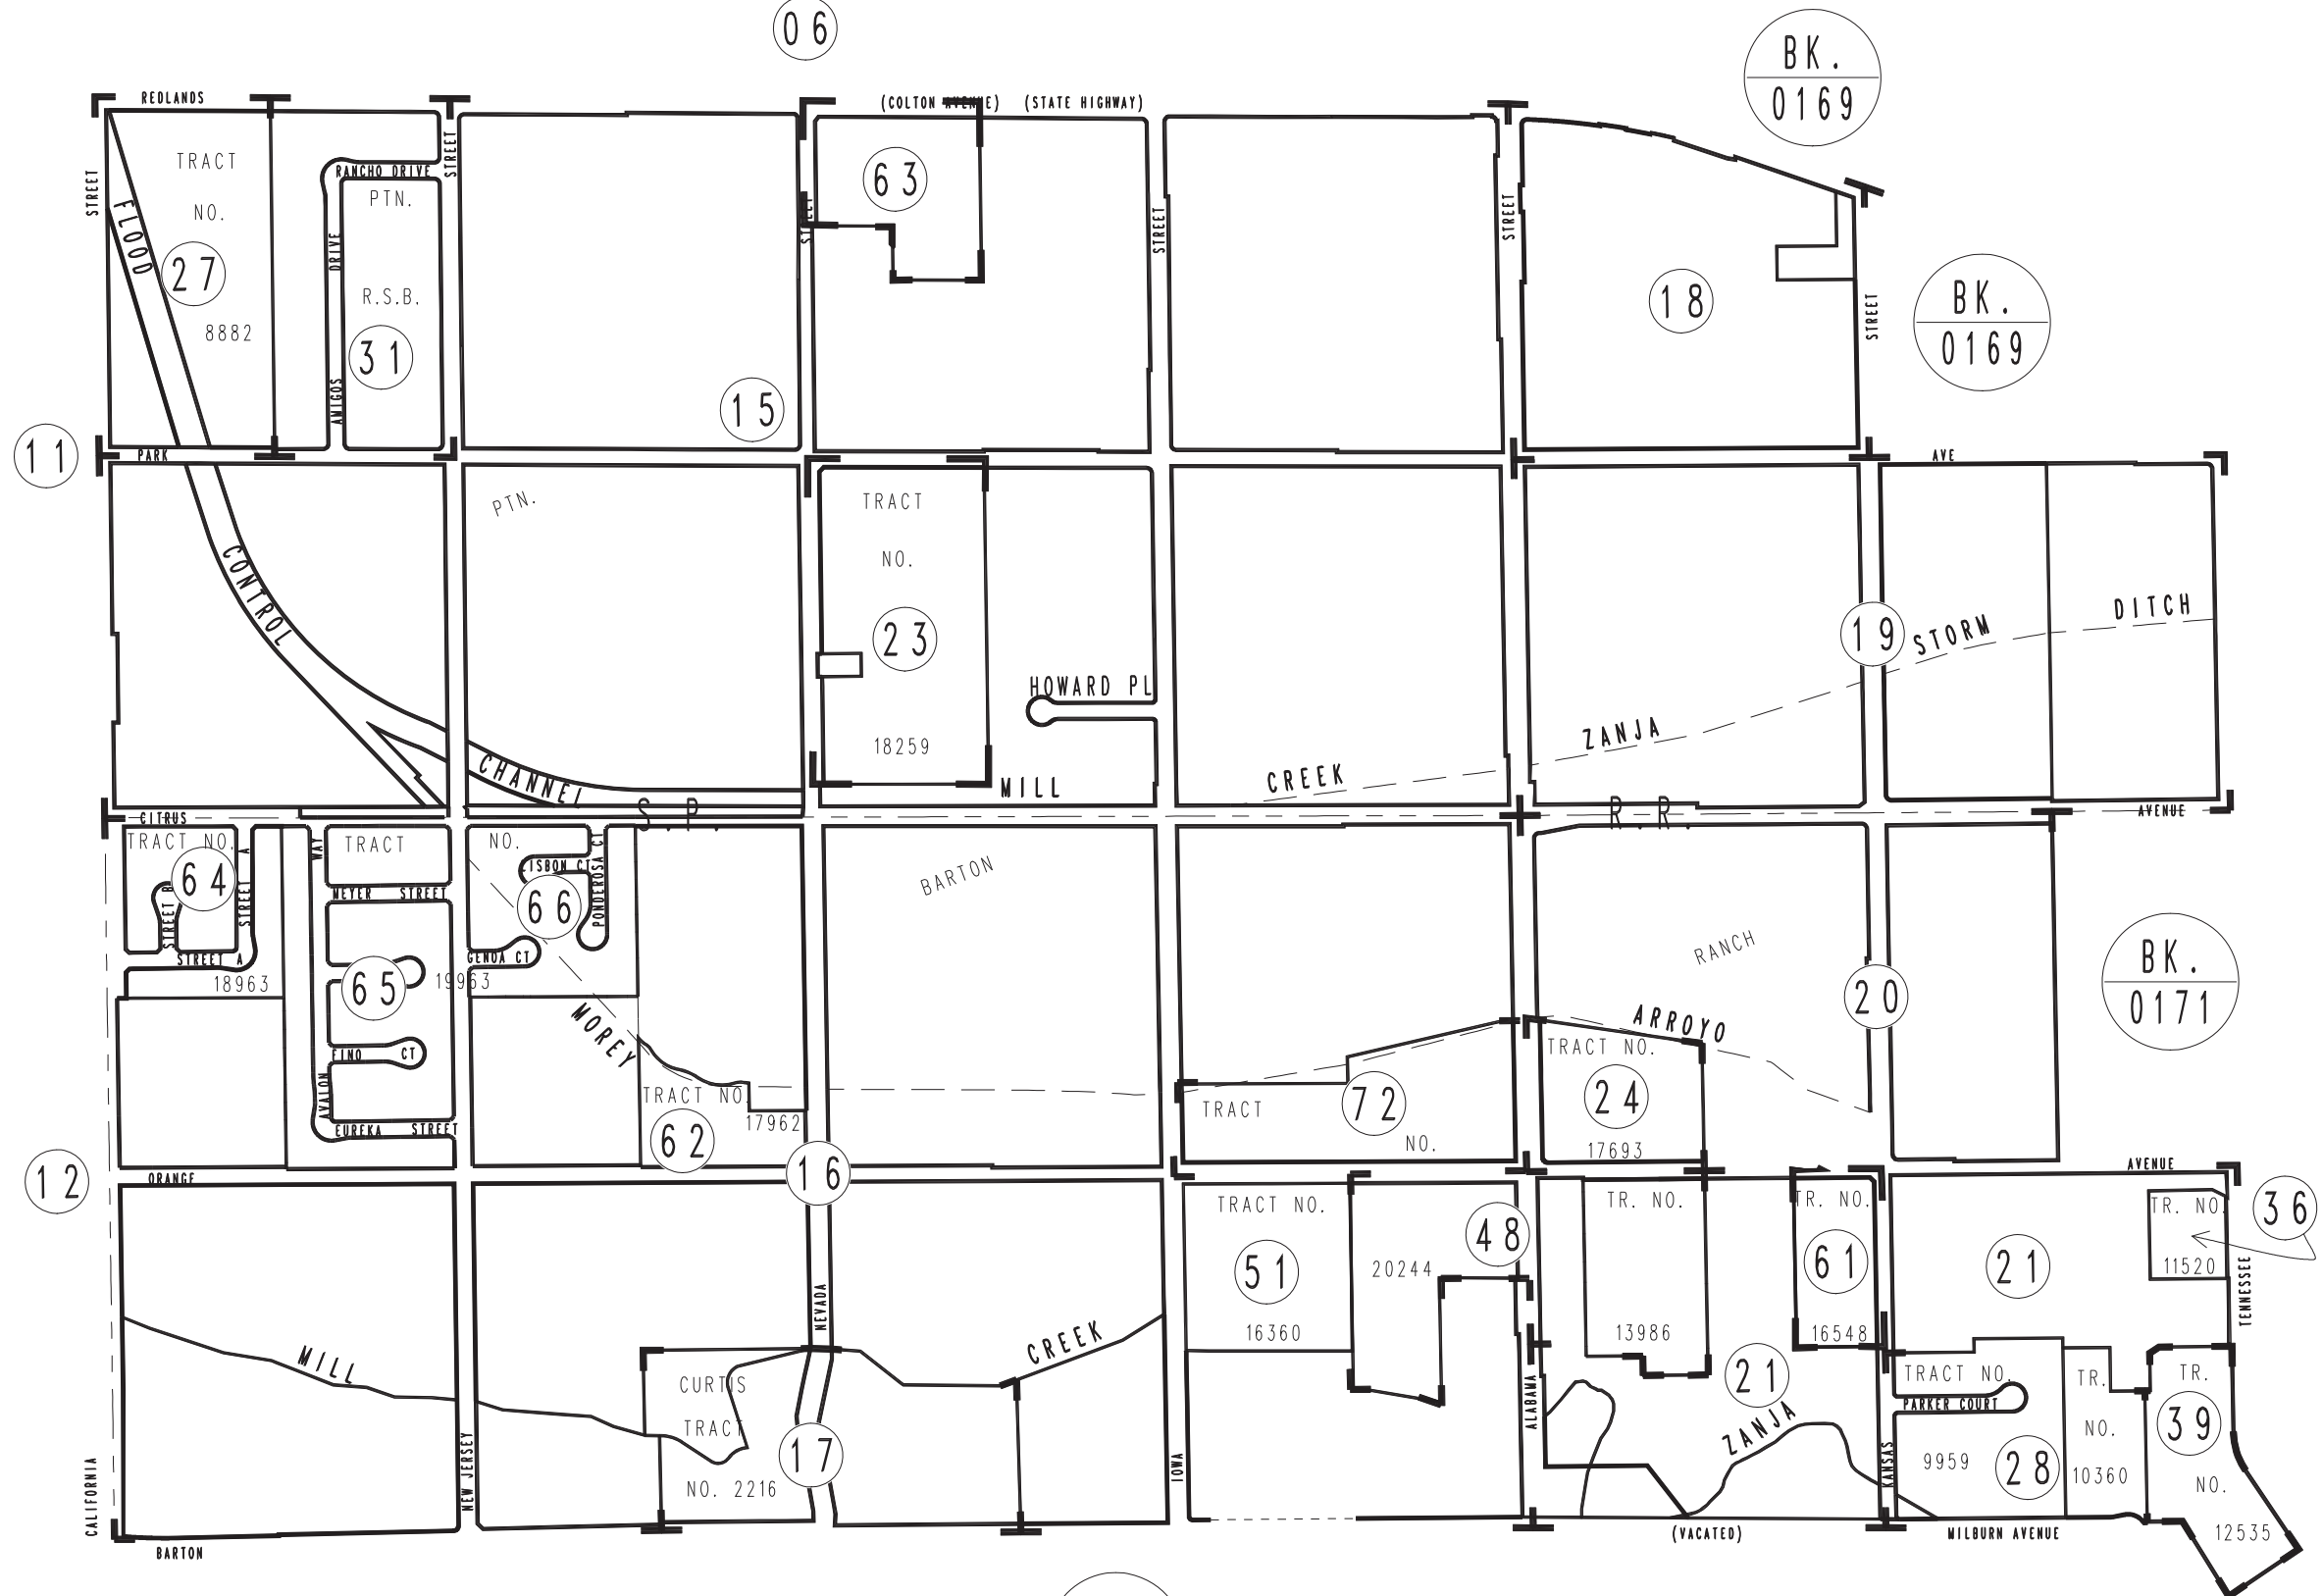 06
BK.
0169
REDLANDS
(COLTON AVENUE) (STATE HIGHWAY)
STREET
STREET
STREET
STREET
STREET
STREET
TRACT
NO.
27
8882
FLOOD
RANCHO DRIVE
PTN.
R.S.B.
31
AMIGOS DRIVE
15
63
18
BK.
0169
11
PARK
AVE
PTN.
CONTROL
CHANNEL
TRACT
NO.
23
18259
HOWARD PL
MILL
CREEK
ZANJA
19
STORM
DITCH
CITRUS
S.P.
R.R.
AVENUE
TRACT NO.
64
STREET A
STREET B
STREET A
18963
WAY
TRACT
MEYER STREET
65
FINO CT
AVALON
EUREKA STREET
NO.
LISBON CT
PONDEROSA CT
66
GENOA CT
19963
MOREY
BARTON
RANCH
ARROYO
20
BK.
0171
TRACT NO.
17962
62
TRACT
72
NO.
TRACT NO.
24
17693
12
ORANGE
16
AVENUE
TRACT NO.
51
16360
20244
48
TR. NO.
13986
TR. NO.
61
16548
21
TR. NO.
11520
36
TENNESSEE
NEVADA
MILL
CREEK
CURTIS
TRACT
NO. 2216
17
ALABAMA
21
ZANJA
TRACT NO.
PARKER COURT
9959
28
TR.
NO.
10360
TR.
39
NO.
12535
CALIFORNIA
NEW JERSEY
IOWA
KANSAS
BARTON
(VACATED)
MILBURN AVENUE